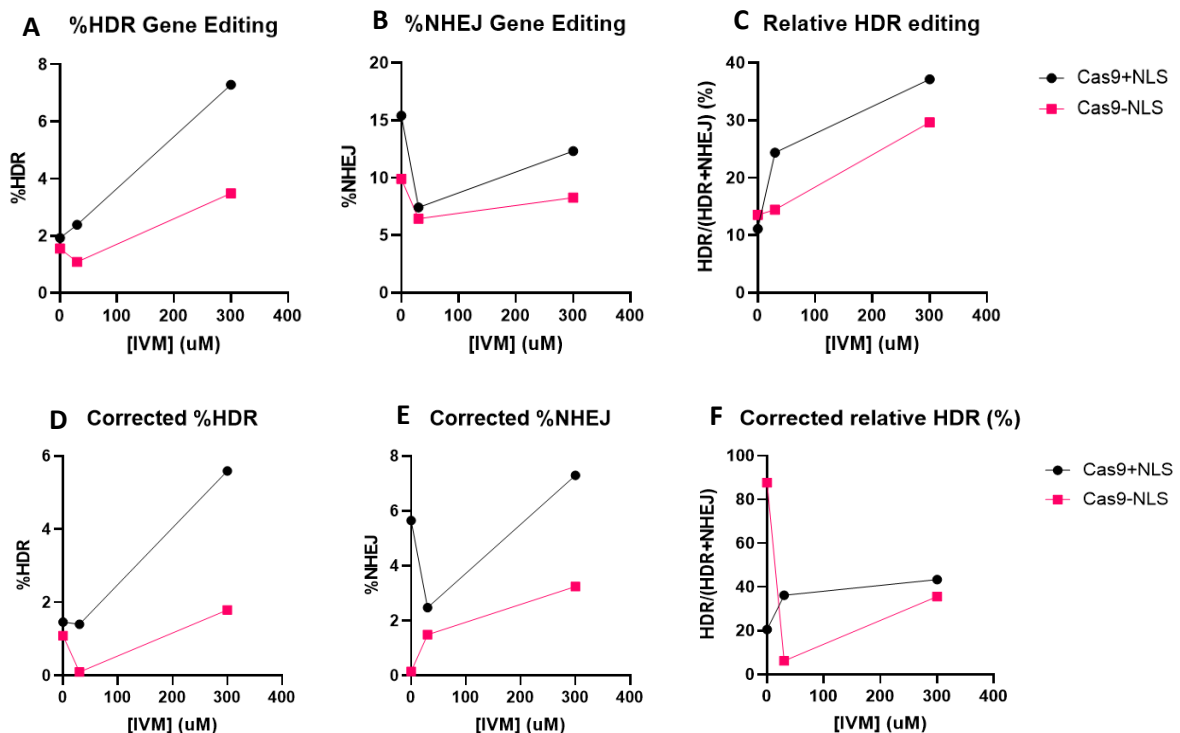 A %HDR Gene Editing
8
6
4
2
0
%HDR
0 100 200 300 400
[IVM] (uM)
B %NHEJ Gene Editing
20
15
10
5
0
%NHEJ
0 100 200 300 400
[IVM] (uM)
C Relative HDR editing
40
30
20
10
0
HDR/(HDR+NHEJ) (%)
0 100 200 300 400
[IVM] (uM)
Cas9+NLS
Cas9-NLS
D Corrected %HDR
6
4
2
0
%HDR
0 100 200 300 400
[IVM] (uM)
E Corrected %NHEJ
8
6
4
2
0
%NHEJ
0 100 200 300 400
[IVM] (uM)
F Corrected relative HDR (%)
100
80
60
40
20
0
HDR/(HDR+NHEJ)
0 100 200 300 400
[IVM] (uM)
Cas9+NLS
Cas9-NLS